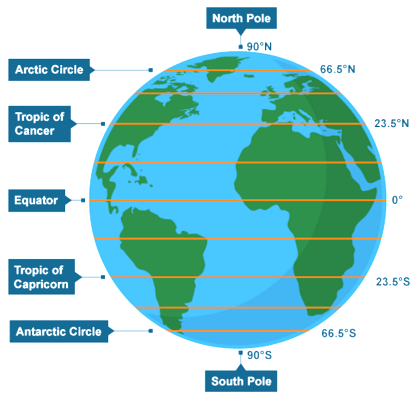 North Pole
90°N
Arctic Circle
66.5°N
Tropic of
Cancer
23.5°N
Equator
0°
Tropic of
Capricorn
23.5°S
Antarctic Circle
66.5°S
90°S
South Pole